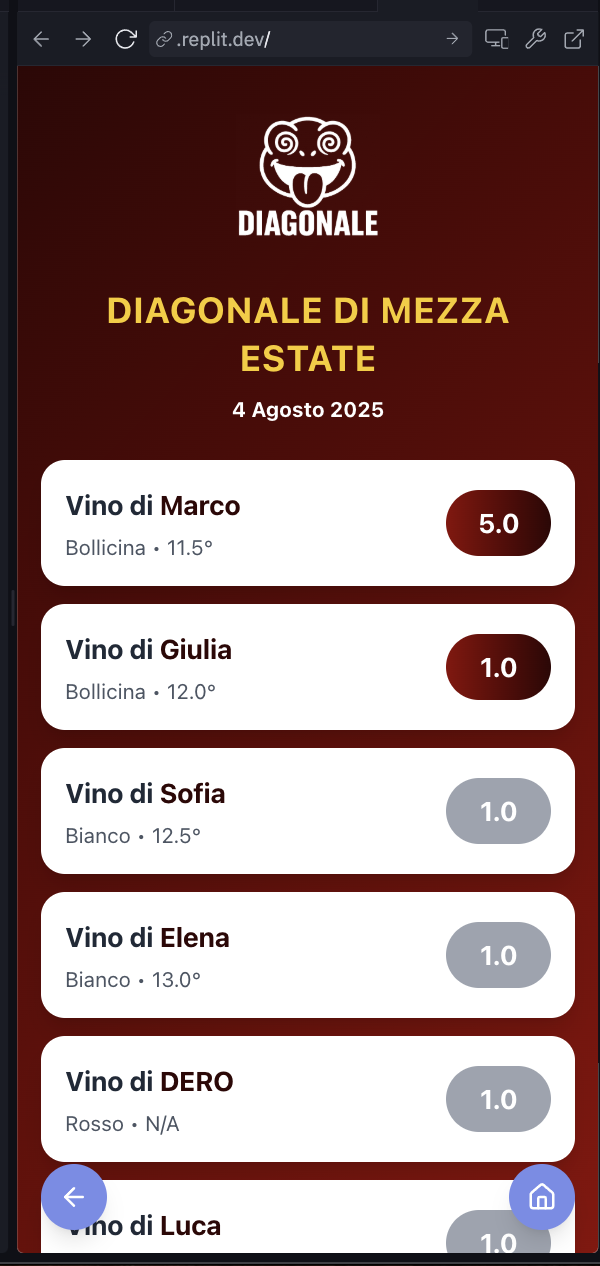 .replit.dev/
DIAGONALE
DIAGONALE DI MEZZA
ESTATE
4 Agosto 2025
Vino di Marco
5.0
Bollicina • 11.5°
Vino di Giulia
1.0
Bollicina • 12.0°
Vino di Sofia
1.0
Bianco • 12.5°
Vino di Elena
1.0
Bianco • 13.0°
Vino di DERO
1.0
Rosso • N/A
Vino di Luca
1.0